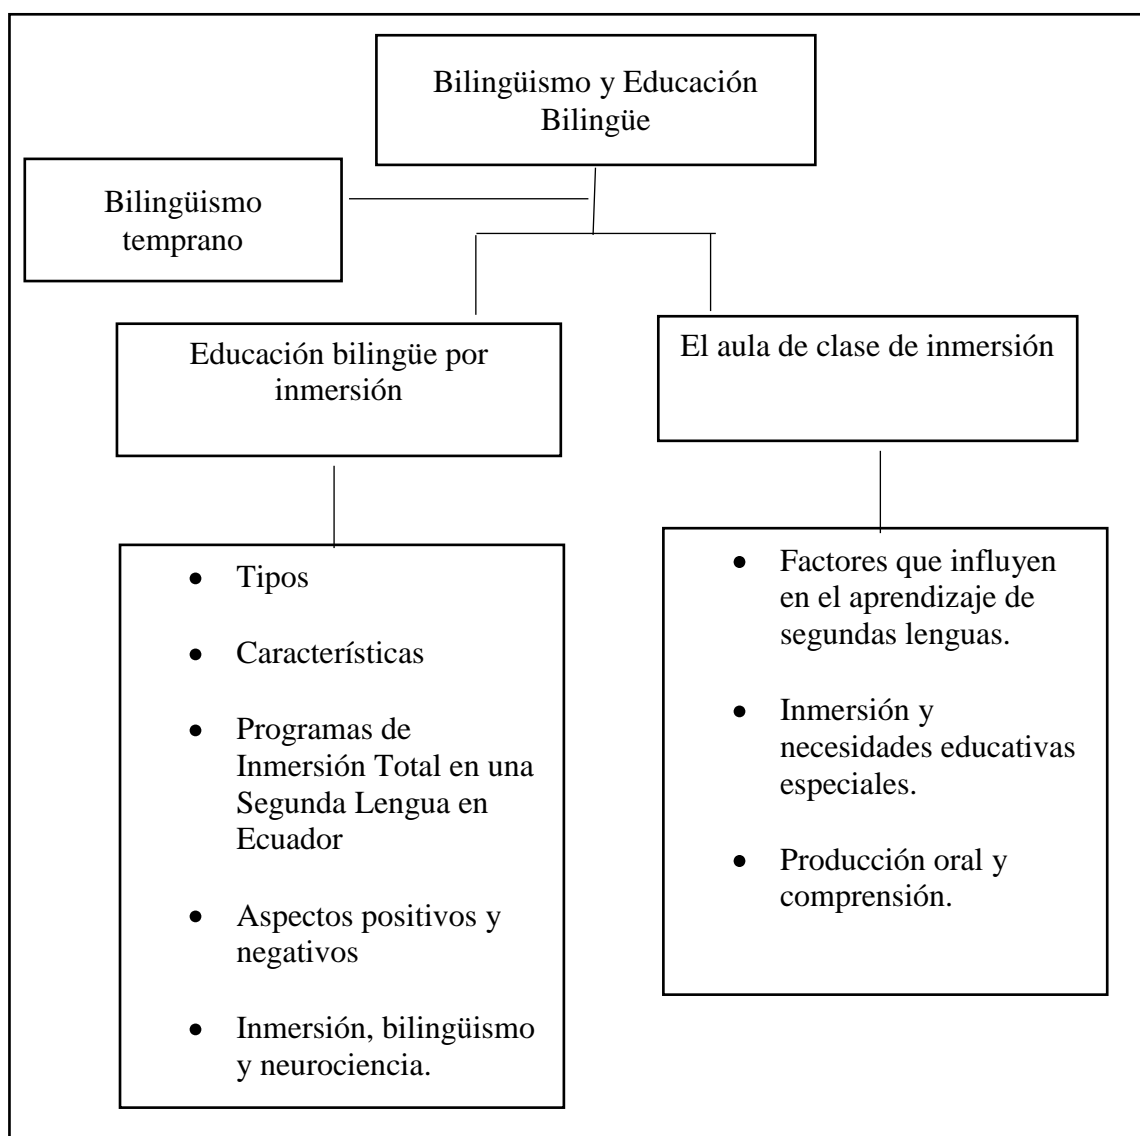 Bilingüismo y Educación
Bilingüe
Bilingüismo
temprano
Educación bilingüe por
inmersión
El aula de clase de inmersión
• Tipos
• Características
• Programas de
Inmersión Total en una
Segunda Lengua en
Ecuador
• Aspectos positivos y
negativos
• Inmersión, bilingüismo
y neurociencia.
• Factores que influyen
en el aprendizaje de
segundas lenguas.
• Inmersión y
necesidades educativas
especiales.
• Producción oral y
comprensión.